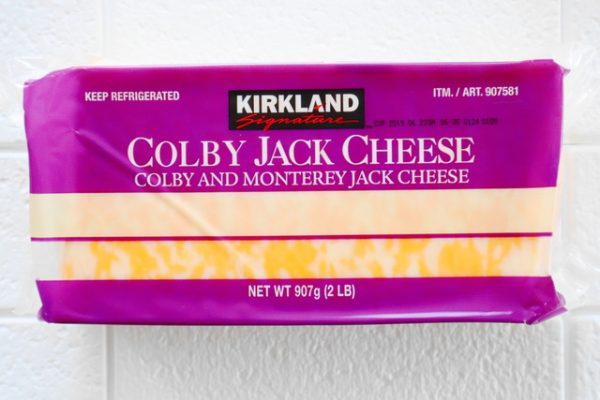 KEEP REFRIGERATED
KIRKLAND
Signature
ITM. / ART. 907581
COLBY JACK CHEESE
COLBY AND MONTEREY JACK CHEESE
NET WT 907g (2 LB)